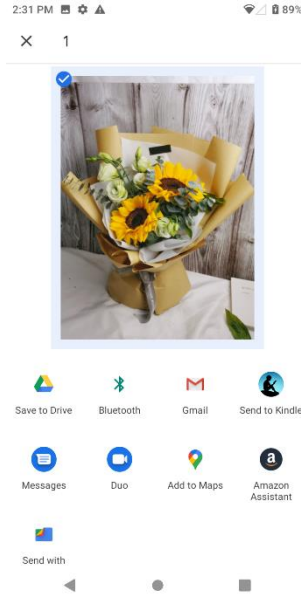 2:31 PM 89%
1
Save to Drive Bluetooth Gmail Send to Kindle
Messages Duo Add to Maps Amazon Assistant
Send with